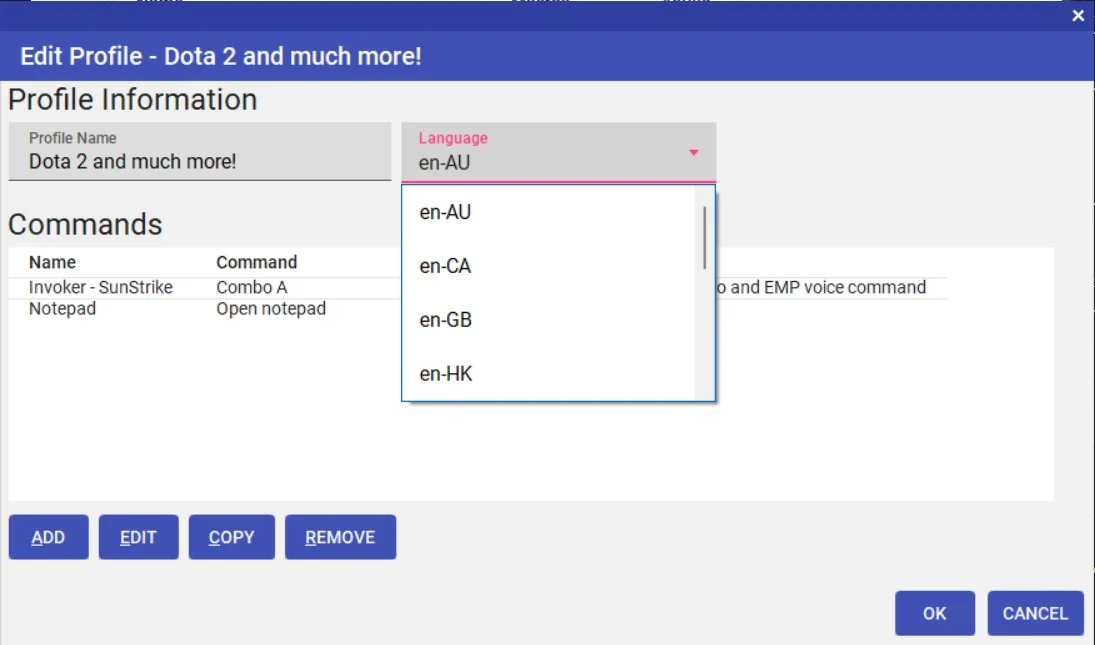 Edit Profile - Dota 2 and much more!
Profile Information
Profile Name
Dota 2 and much more!
Language
en-AU
en-AU
en-CA
en-GB
en-HK
Commands
Name Command
Invoker - SunStrike Combo A and EMP voice command
Notepad Open notepad
ADD EDIT COPY REMOVE
OK CANCEL